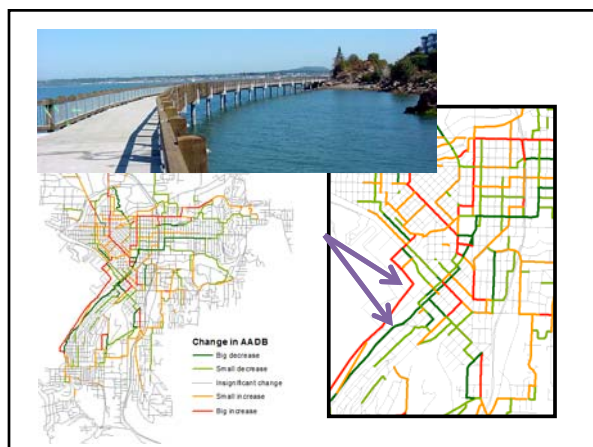 Change in AADB
Big decrease
Small decrease
Insignificant change
Small increase
Big increase